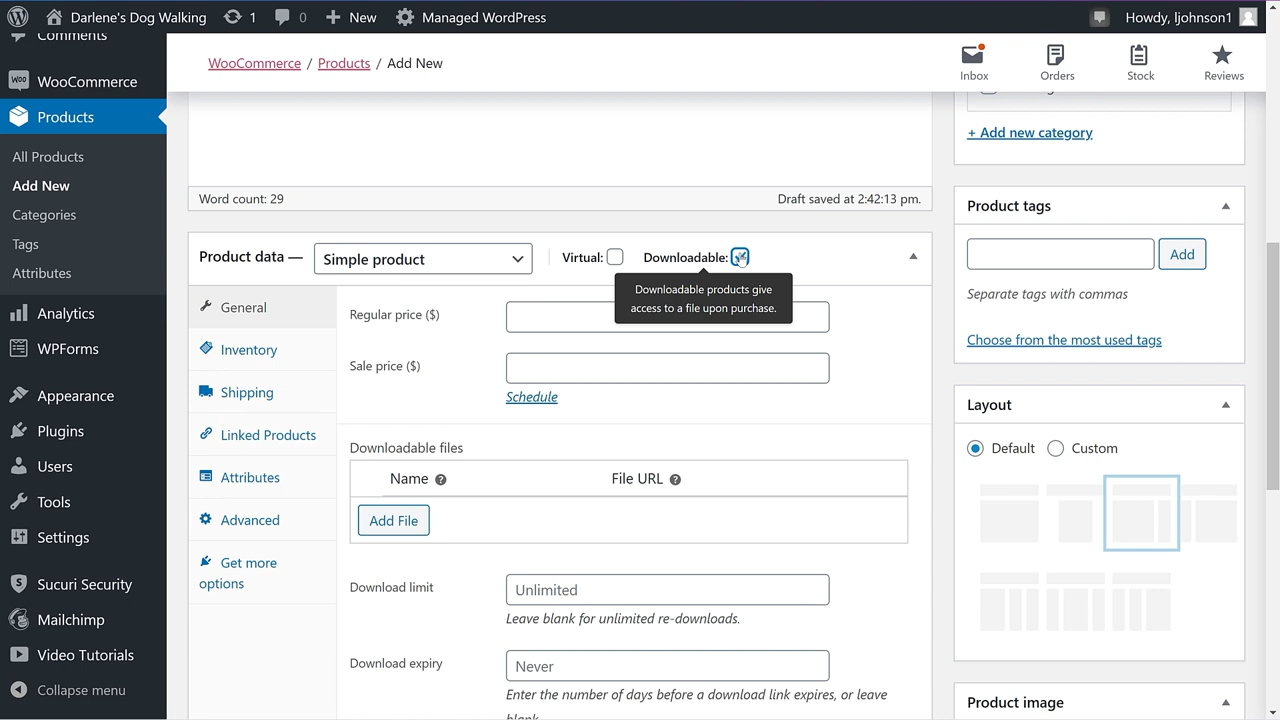 Darlene's Dog Walking
1
0
New
Managed WordPress
Howdy, ljohnson1
Comments
WOO
WooCommerce
Products
All Products
Add New
Categories
Tags
Attributes
Analytics
WPForms
Appearance
Plugins
Users
Tools
Settings
Sucuri Security
Mailchimp
Video Tutorials
Collapse menu
WooCommerce / Products / Add New
Inbox
Orders
Stock
Reviews
Word count: 29
Draft saved at 2:42:13 pm.
Product data —
Simple product
Virtual:
Downloadable:
Downloadable products give
access to a file upon purchase.
General
Inventory
Shipping
Linked Products
Attributes
Advanced
Get more
options
Regular price ($)
Sale price ($)
Schedule
Downloadable files
Name
File URL
Add File
Download limit
Unlimited
Leave blank for unlimited re-downloads.
Download expiry
Never
Enter the number of days before a download link expires, or leave
blank.
+ Add new category
Product tags
Add
Separate tags with commas
Choose from the most used tags
Layout
Default
Custom
Product image